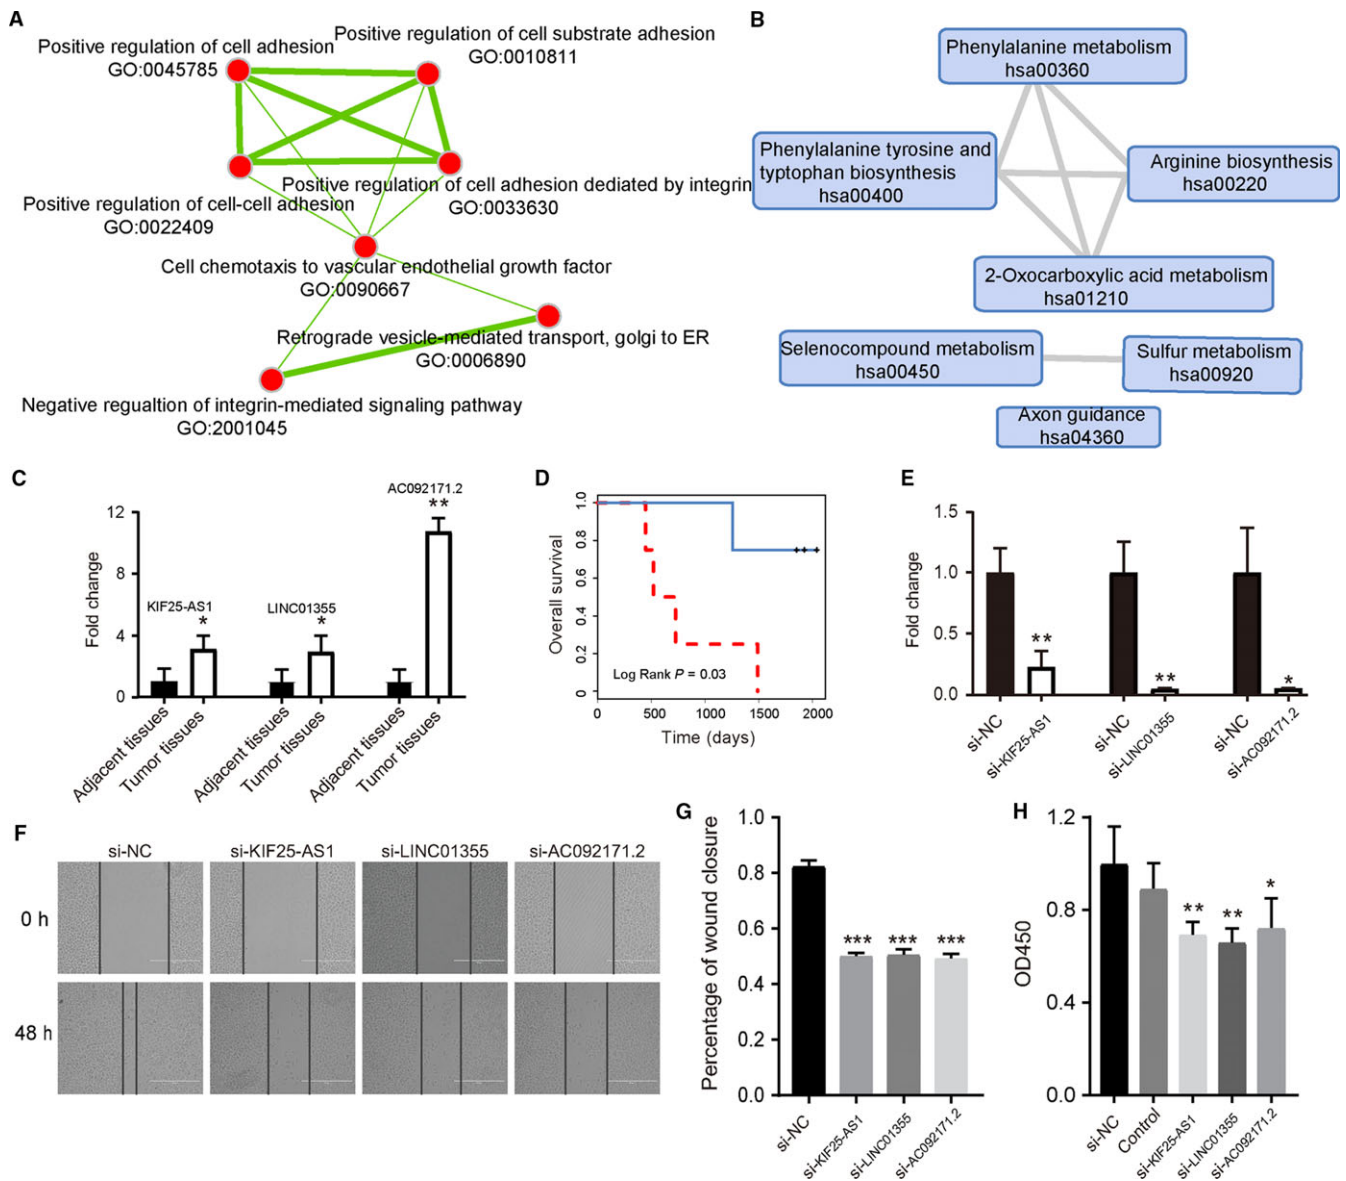 A
Positive regulation of cell adhesion
GO:0045785
Positive regulation of cell substrate adhesion
GO:0010811
Positive regulation of cell adhesion dediated by integrin
GO:0033630
Positive regulation of cell-cell adhesion
GO:0022409
Cell chemotaxis to vascular endothelial growth factor
GO:0090667
Retrograde vesicle-mediated transport, golgi to ER
GO:0006890
Negative regualtion of integrin-mediated signaling pathway
GO:2001045
B
Phenylalanine metabolism
hsa00360
Phenylalanine tyrosine and
typtophan biosynthesis
hsa00400
Arginine biosynthesis
hsa00220
2-Oxocarboxylic acid metabolism
hsa01210
Selenocompound metabolism
hsa00450
Sulfur metabolism
hsa00920
Axon guidance
hsa04360
C
Fold change
12
8
4
0
KIF25-AS1
*
LINC01355
*
AC092171.2
**
Adjacent tissues
Tumor tissues
Adjacent tissues
Tumor tissues
Adjacent tissues
Tumor tissues
D
Overall survival
1.0
0.8
0.6
0.4
0.2
0
Log Rank P = 0.03
0 500 1000 1500 2000
Time (days)
E
Fold change
1.5
1.0
0.5
0.0
**
**
*
si-NC
si-KIF25-AS1
si-NC
si-LINC01355
si-NC
si-AC092171.2
F
si-NC si-KIF25-AS1 si-LINC01355 si-AC092171.2
0 h
48 h
G
Percentage of wound closure
1.0
0.8
0.6
0.4
0.2
0.0
*** *** ***
si-NC
si-KIF25-AS1
si-LINC01355
si-AC092171.2
H
OD450
1.2
0.8
0.4
0.0
** ** *
si-NC
Control
si-KIF25-AS1
si-LINC01355
si-AC092171.2